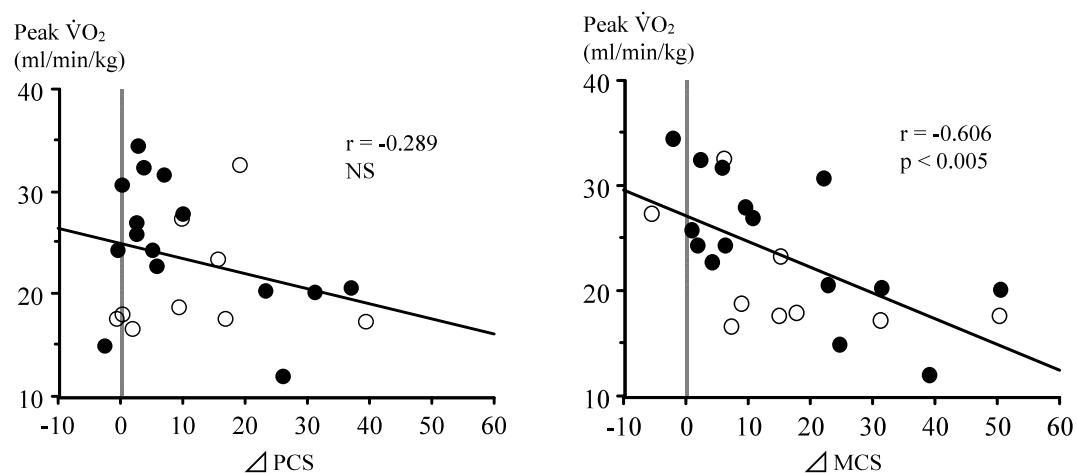 Peak V̇O₂
(ml/min/kg)
40
30
20
10
-10 0 10 20 30 40 50 60
⊿ PCS
r = -0.289
NS
Peak V̇O₂
(ml/min/kg)
40
30
20
10
-10 0 10 20 30 40 50 60
⊿ MCS
r = -0.606
p < 0.005